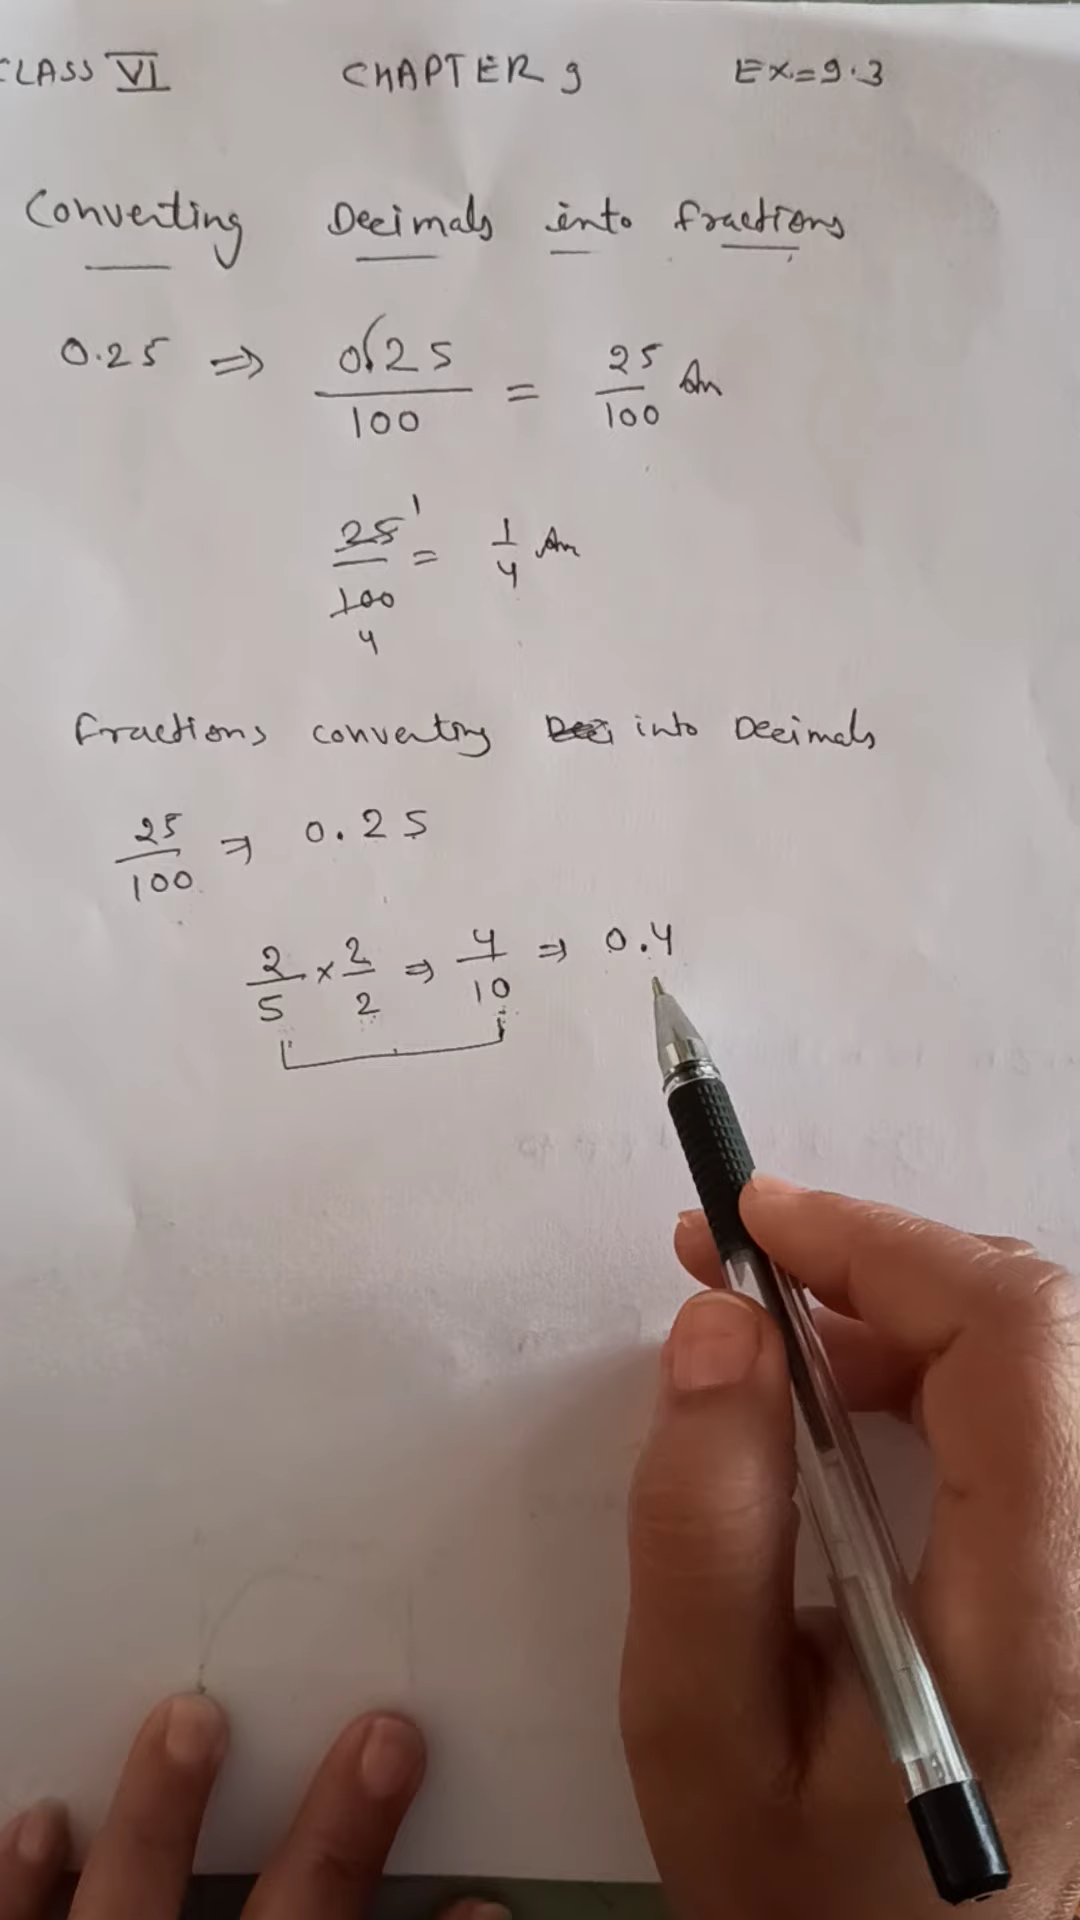 CLASS VI CHAPTER 9 EX=9.3
Converting Decimals into fractions
0.25 ⇒ 0.25/100 = 25/100 An
25/100 1 4 = 1/4 An
fractions converting into Decimals
25/100 ⇒ 0.25
2/5 × 2/2 ⇒ 4/10 ⇒ 0.4